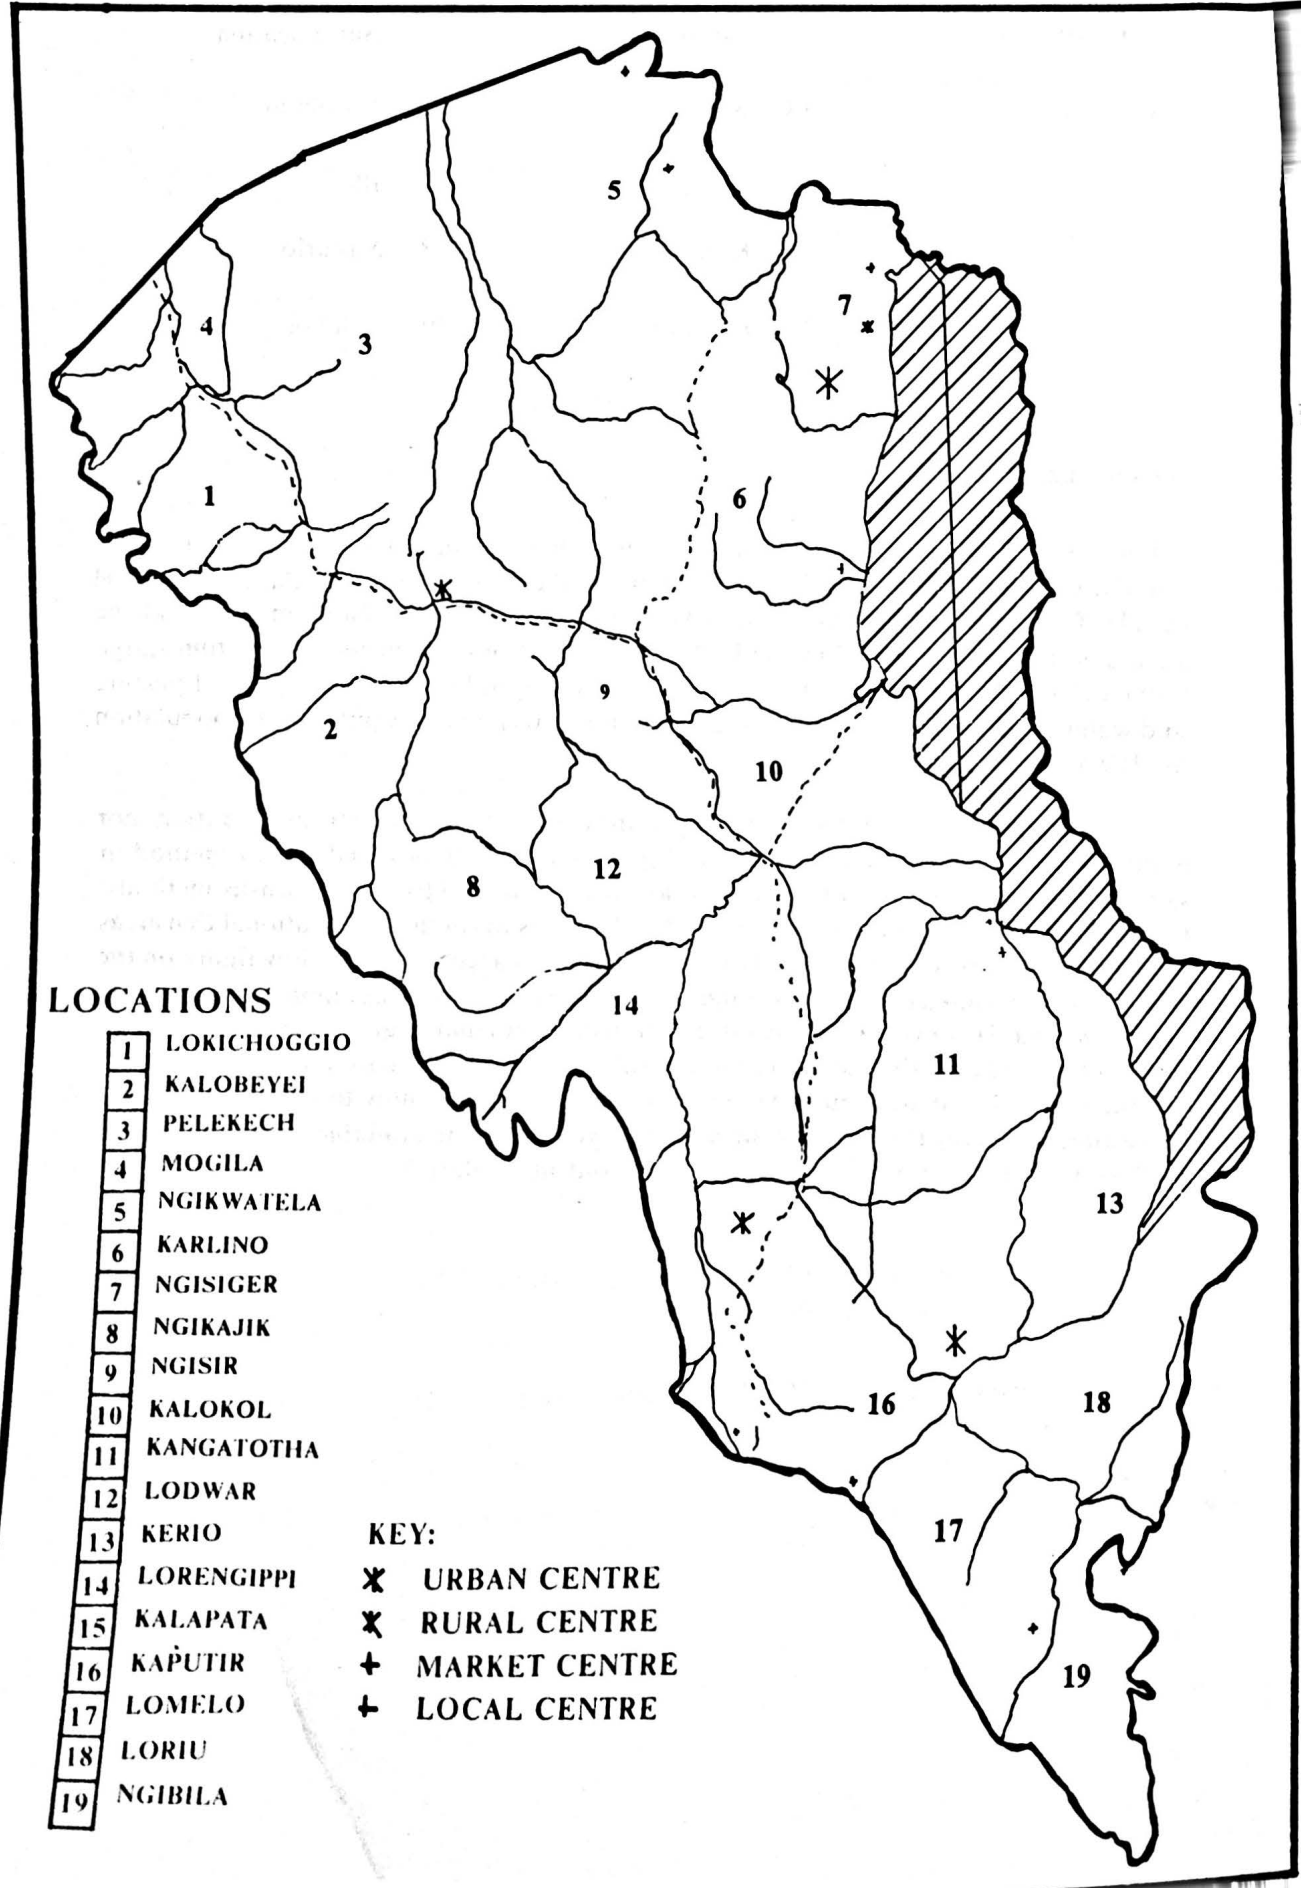 5
7
4
3
1
6
9
2
10
12
8
14
11
13
16
18
17
19
LOCATIONS
1 LOKICHOGGIO
2 KALOBEYEI
3 PELEKECH
4 MOGILA
5 NGIKWATELA
6 KARLINO
7 NGISIGER
8 NGIKAJIK
9 NGISIR
10 KALOKOL
11 KANGATOTHA
12 LODWAR
13 KERIO
14 LORENGIPPI
15 KALAPATA
16 KAPUTIR
17 LOMELO
18 LORIU
19 NGIBILA
KEY:
URBAN CENTRE
RURAL CENTRE
MARKET CENTRE
LOCAL CENTRE